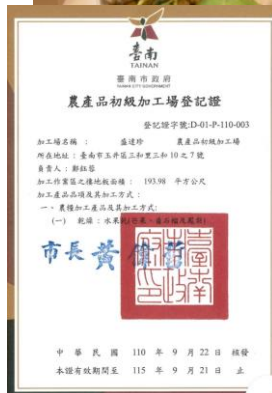 臺南
TAINAN
臺南市政府
TAINAN CITY GOVERNMENT
農產品初級加工場登記證
登記證字號:D-01-P-110-003
加工場名稱 : 盛達珍 農產品初級加工場
所在地址:臺南市玉井區三和里三和 10 之 7 號
負責人:鄭鈺蓉
加工作業區之樓地板面積: 193.98 平方公尺
加工產品品項及其加工方式:
一、農糧加工產品及其加工方式:
(一) 乾燥:水果乾
市長 黃偉哲
中華民國 110 年 9 月 22 日 核發
本證有效期間至 115 年 9 月 21 日 止